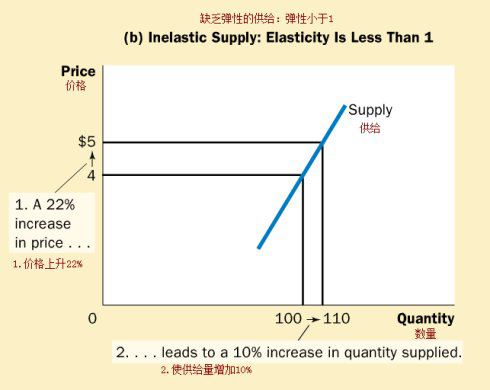 缺乏弹性的供给：弹性小于1
(b) Inelastic Supply: Elasticity Is Less Than 1
Price
价格
Supply
供给
$5
4
1. A 22%
increase
in price . . .
1.价格上升22%
0
100
110
Quantity
数量
2. . . . leads to a 10% increase in quantity supplied.
2.使供给量增加10%